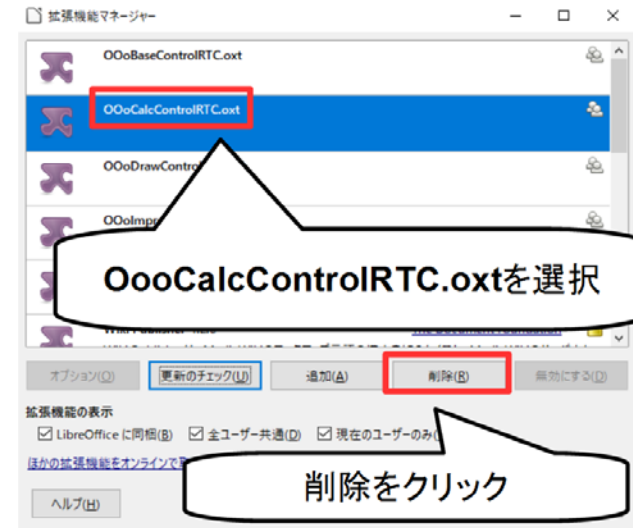 拡張機能マネージャー
OOoBaseControlRTC.oxt
OOoCalcControlRTC.oxt
OOoDrawContro
OOoImpr
OooCalcControlRTC.oxtを選択
オプション(O)
更新のチェック(U)
追加(A)
削除(R)
無効にする(D)
拡張機能の表示
LibreOffice に同梱(B)
全ユーザー共通(D)
現在のユーザーのみ
ほかの拡張機能をオンラインで
削除をクリック
ヘルプ(H)